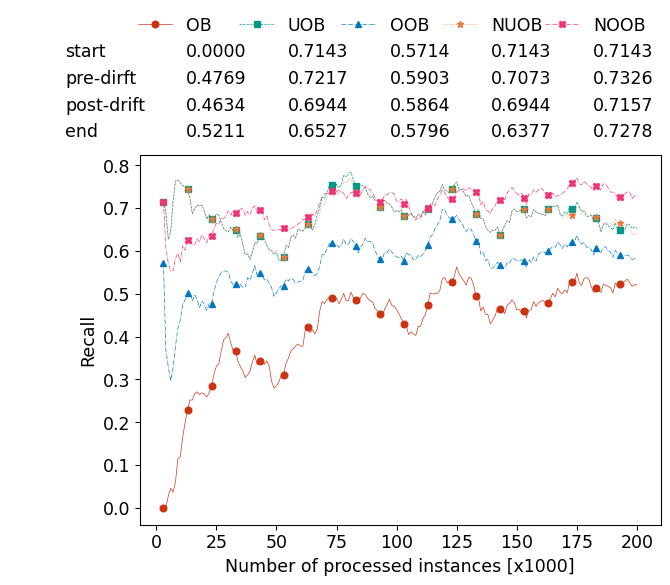 OB UOB OOB NUOB NOOB
start 0.0000 0.7143 0.5714 0.7143 0.7143
pre-dirft 0.4769 0.7217 0.5903 0.7073 0.7326
post-drift 0.4634 0.6944 0.5864 0.6944 0.7157
end 0.5211 0.6527 0.5796 0.6377 0.7278
0.8
0.7
0.6
0.5
0.4
0.3
0.2
0.1
0.0
Recall
0 25 50 75 100 125 150 175 200
Number of processed instances [x1000]